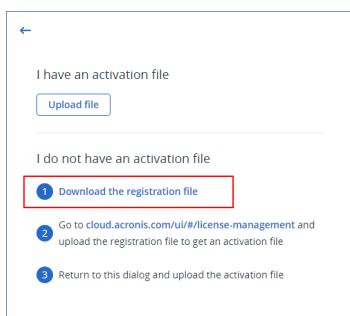 I have an activation file
Upload file
I do not have an activation file
1 Download the registration file
2 Go to cloud.acronis.com/ui/#/license-management and
upload the registration file to get an activation file
3 Return to this dialog and upload the activation file